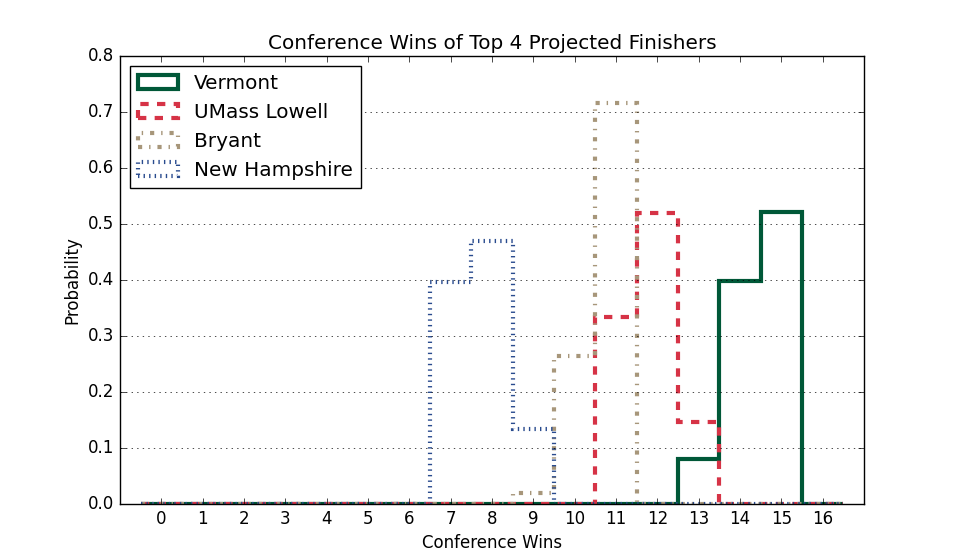 Conference Wins of Top 4 Projected Finishers
0.8
0.7
0.6
0.5
0.4
0.3
0.2
0.1
0.0
Probability
Vermont
UMass Lowell
Bryant
New Hampshire
0 1 2 3 4 5 6 7 8 9 10 11 12 13 14 15 16
Conference Wins